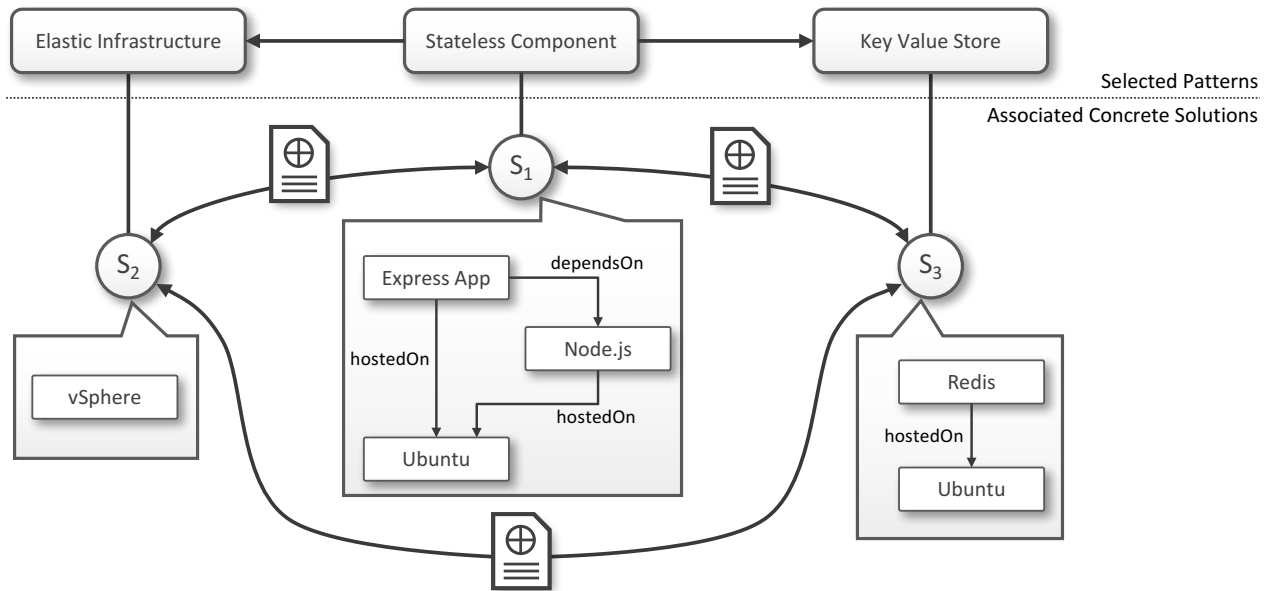 Elastic Infrastructure
Stateless Component
Key Value Store
Selected Patterns
Associated Concrete Solutions
S₁
S₂
S₃
Express App
dependsOn
Node.js
hostedOn
hostedOn
Ubuntu
vSphere
Redis
hostedOn
Ubuntu